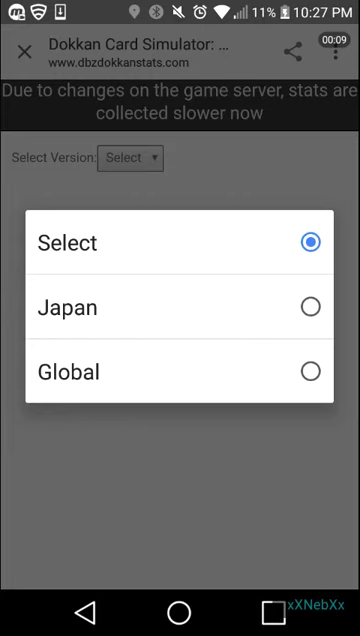 11% 10:27 PM
Dokkan Card Simulator: ...
www.dbzdokkanstats.com
00:09
Due to changes on the game server, stats are
collected slower now
Select Version: Select
Select
Japan
Global
xXNebXx